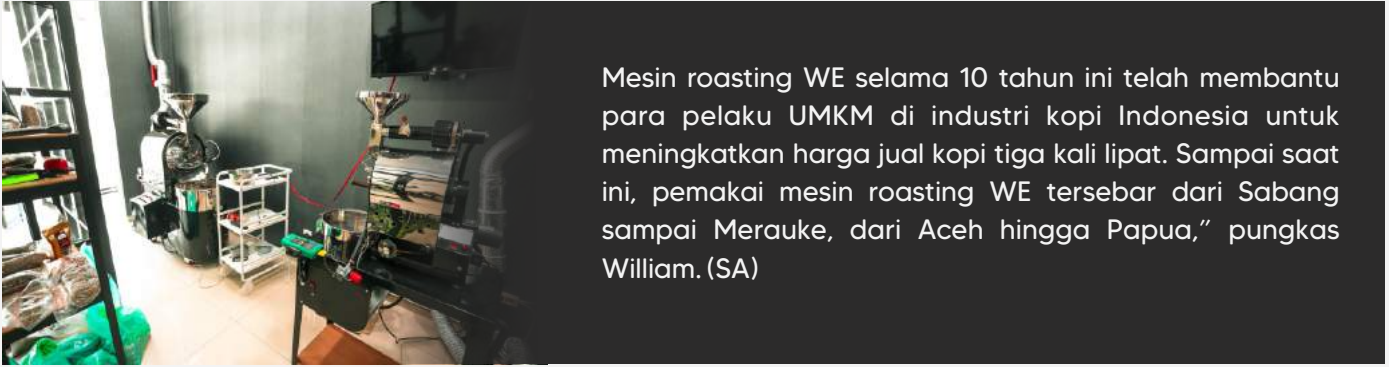 Mesin roasting WE selama 10 tahun ini telah membantu
para pelaku UMKM di industri kopi Indonesia untuk
meningkatkan harga jual kopi tiga kali lipat. Sampai saat
ini, pemakai mesin roasting WE tersebar dari Sabang
sampai Merauke, dari Aceh hingga Papua,” pungkas
William. (SA)